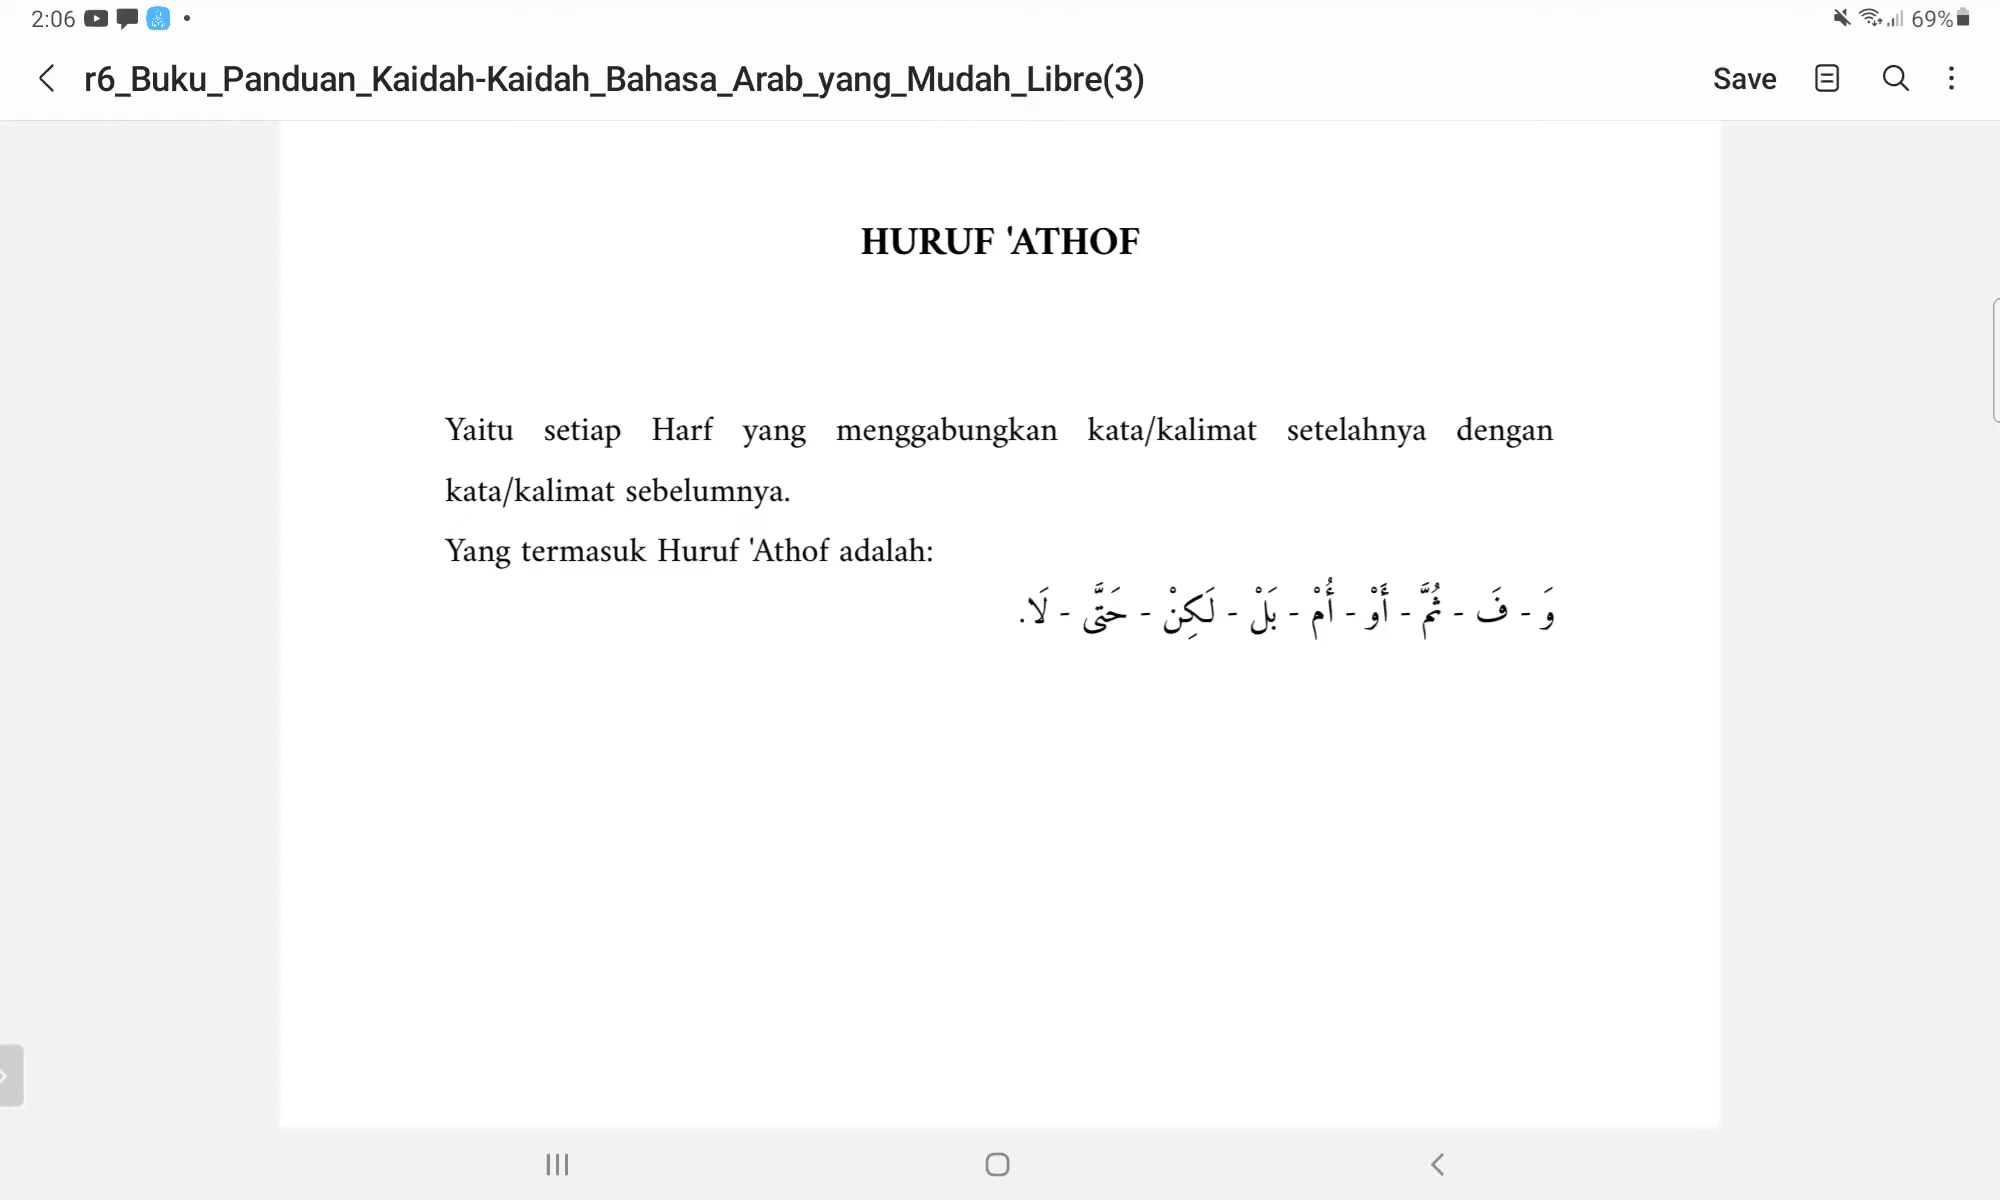 2:06
69%
r6_Buku_Panduan_Kaidah-Kaidah_Bahasa_Arab_yang_Mudah_Libre(3)
Save
HURUF 'ATHOF
Yaitu setiap Harf yang menggabungkan kata/kalimat setelahnya dengan
kata/kalimat sebelumnya.
Yang termasuk Huruf 'Athof adalah:
وَ - فَ - ثُمَّ - أَوْ - أُمْ - بَلْ - لَكِنْ - حَتَّى - لَا.